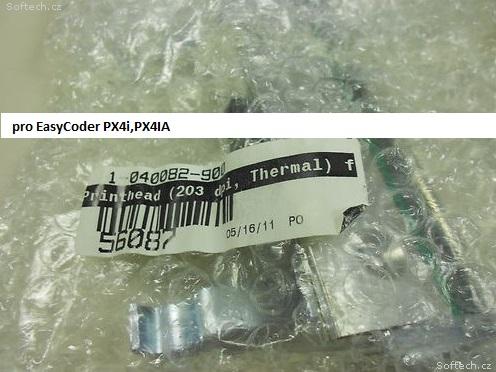 Softech.cz
pro EasyCoder PX4i,PX4IA
1-040082-900
Printhead (203 dpi, Thermal) f
56087
05/16/11 PO
Softech.cz